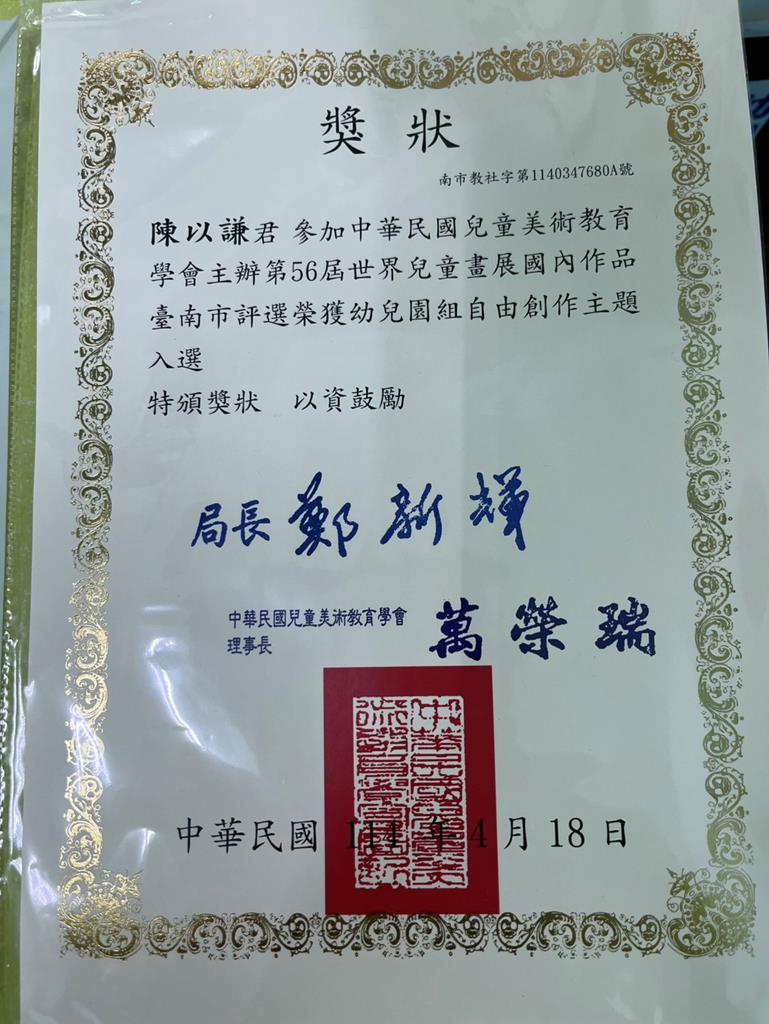 獎狀
南市教社字第1140347680A號
陳以謙君 參加中華民國兒童美術教育
學會主辦第56屆世界兒童畫展國內作品
臺南市評選榮獲幼兒園組自由創作主題
入選
特頒獎狀 以資鼓勵
局長 鄭新輝
中華民國兒童美術教育學會
理事長 萬榮瑞
中華民國 114 年 4 月 18 日